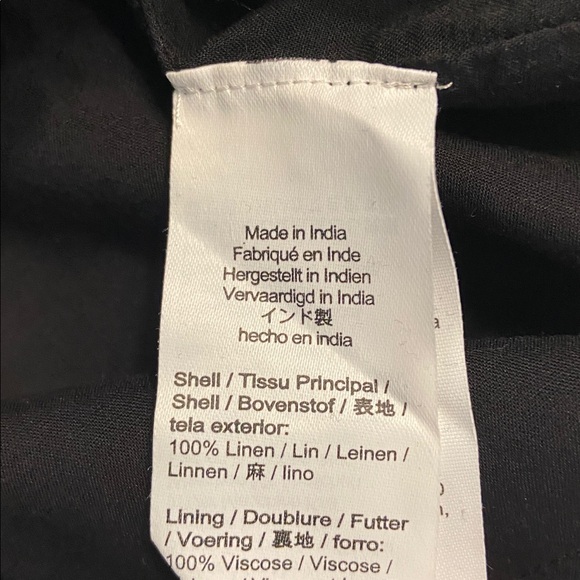 Made in India
Fabriqué en Inde
Hergestellt in Indien
Vervaardigd in India
インド製
hecho en india
Shell / Tissu Principal /
Shell / Bovenstof / 表地 /
tela exterior:
100% Linen / Lin / Leinen /
Linnen / 麻 / lino
Lining / Doublure / Futter
/ Voering / 裏地 / forro:
100% Viscose / Viscose /